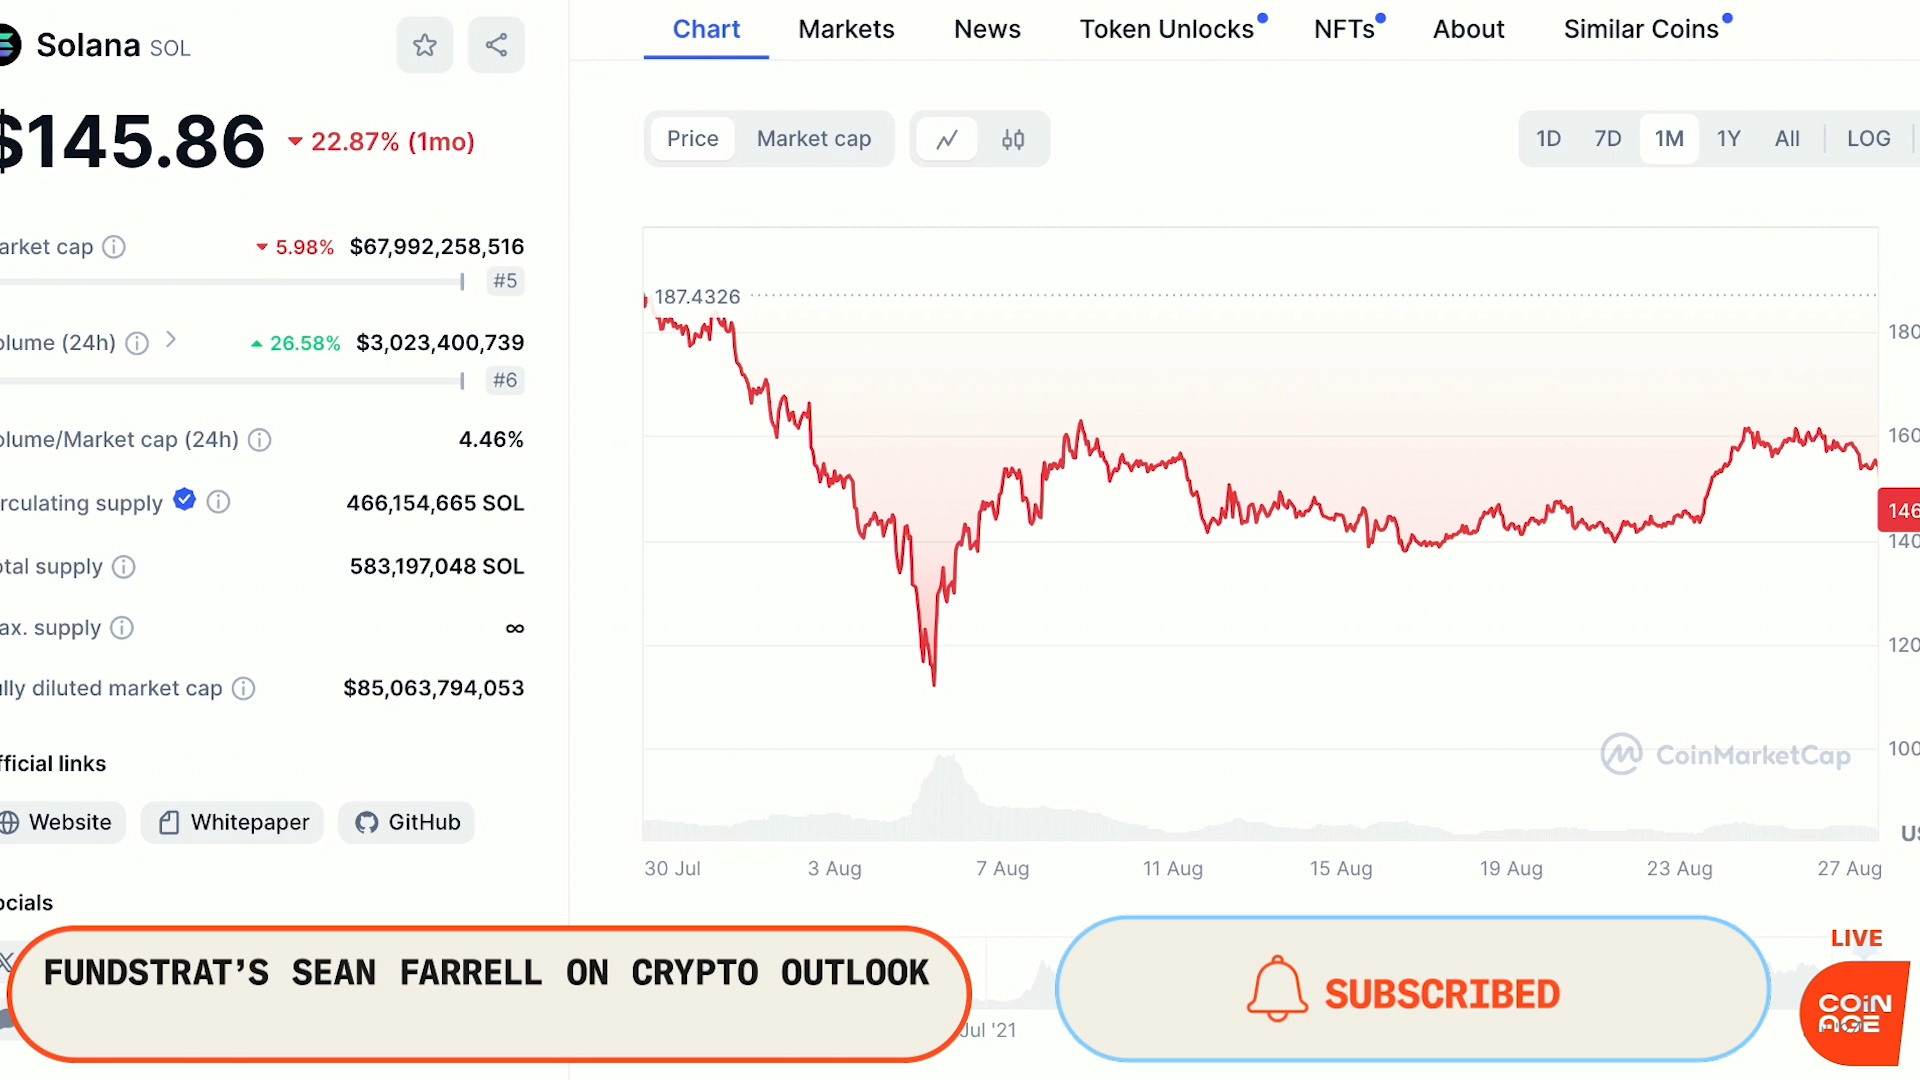 Solana SOL
$145.86 22.87% (1mo)
arket cap 5.98% $67,992,258,516
#5
olume (24h) 26.58% $3,023,400,739
#6
olume/Market cap (24h) 4.46%
rculating supply 466,154,665 SOL
otal supply 583,197,048 SOL
ax. supply ∞
lly diluted market cap $85,063,794,053
fficial links
Website Whitepaper GitHub
ocials
Chart Markets News Token Unlocks NFTs About Similar Coins
Price Market cap 1D 7D 1M 1Y All LOG
187.4326
180
160
146
140
120
100
CoinMarketCap
US
30 Jul 3 Aug 7 Aug 11 Aug 15 Aug 19 Aug 23 Aug 27 Aug
Jul '21
FUNDSTRAT’S SEAN FARRELL ON CRYPTO OUTLOOK
SUBSCRIBED
LIVE
COiN
AGE